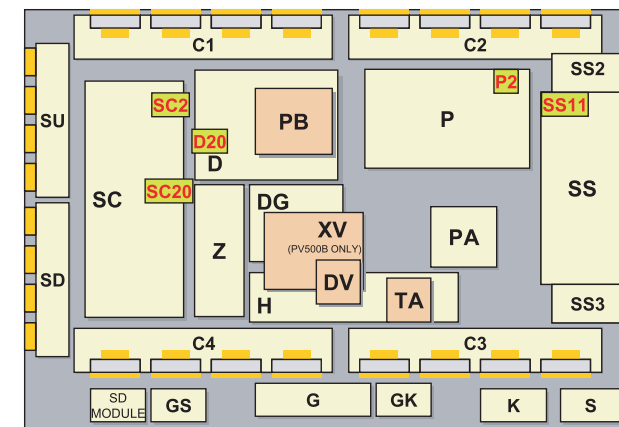 C1
C2
SS2
SU
SC2
P2
SS11
PB
P
D20
D
SC20
SC
SS
DG
XV
(PV500B ONLY)
Z
PA
SD
DV
H
TA
SS3
C4
C3
SD
MODULE
GS
G
GK
K
S